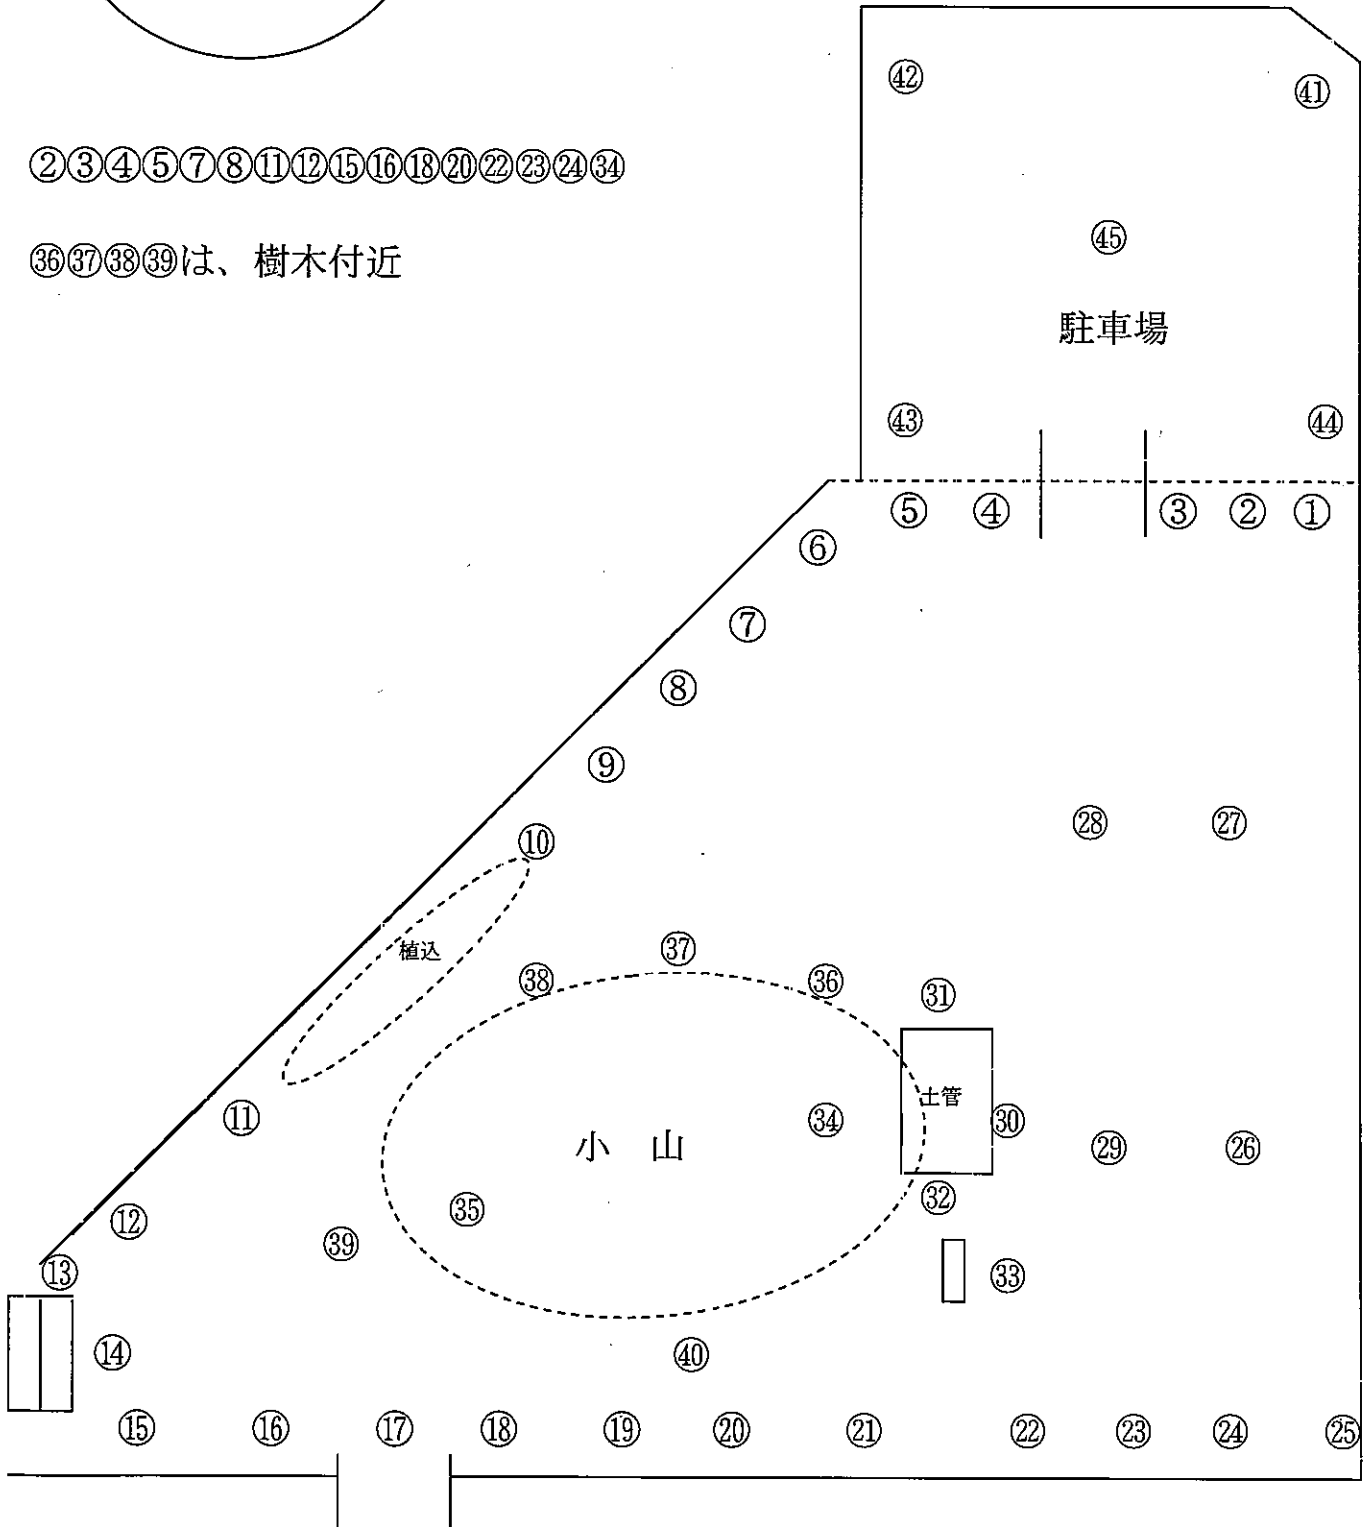 ㊷
㊶
②③④⑤⑦⑧⑪⑫⑮⑯⑱⑳㉒㉓㉔㉞
㊺
㊱㊲㊳㊴は、樹木付近
駐車場
㊸
㊹
⑤ ④ ③ ② ①
⑥
⑦
⑧
⑨
㉘ ㉗
⑩
植込
㊲
㊳ ㊱ ㉛
土管
⑪ 小山 ㉞ ㉚ ㉙ ㉖
㉜
㉟
⑫
㊴
⑬ ㉝
⑭ ㊵
⑮ ⑯ ⑰ ⑱ ⑲ ⑳ ㉑ ㉒ ㉓ ㉔ ㉕